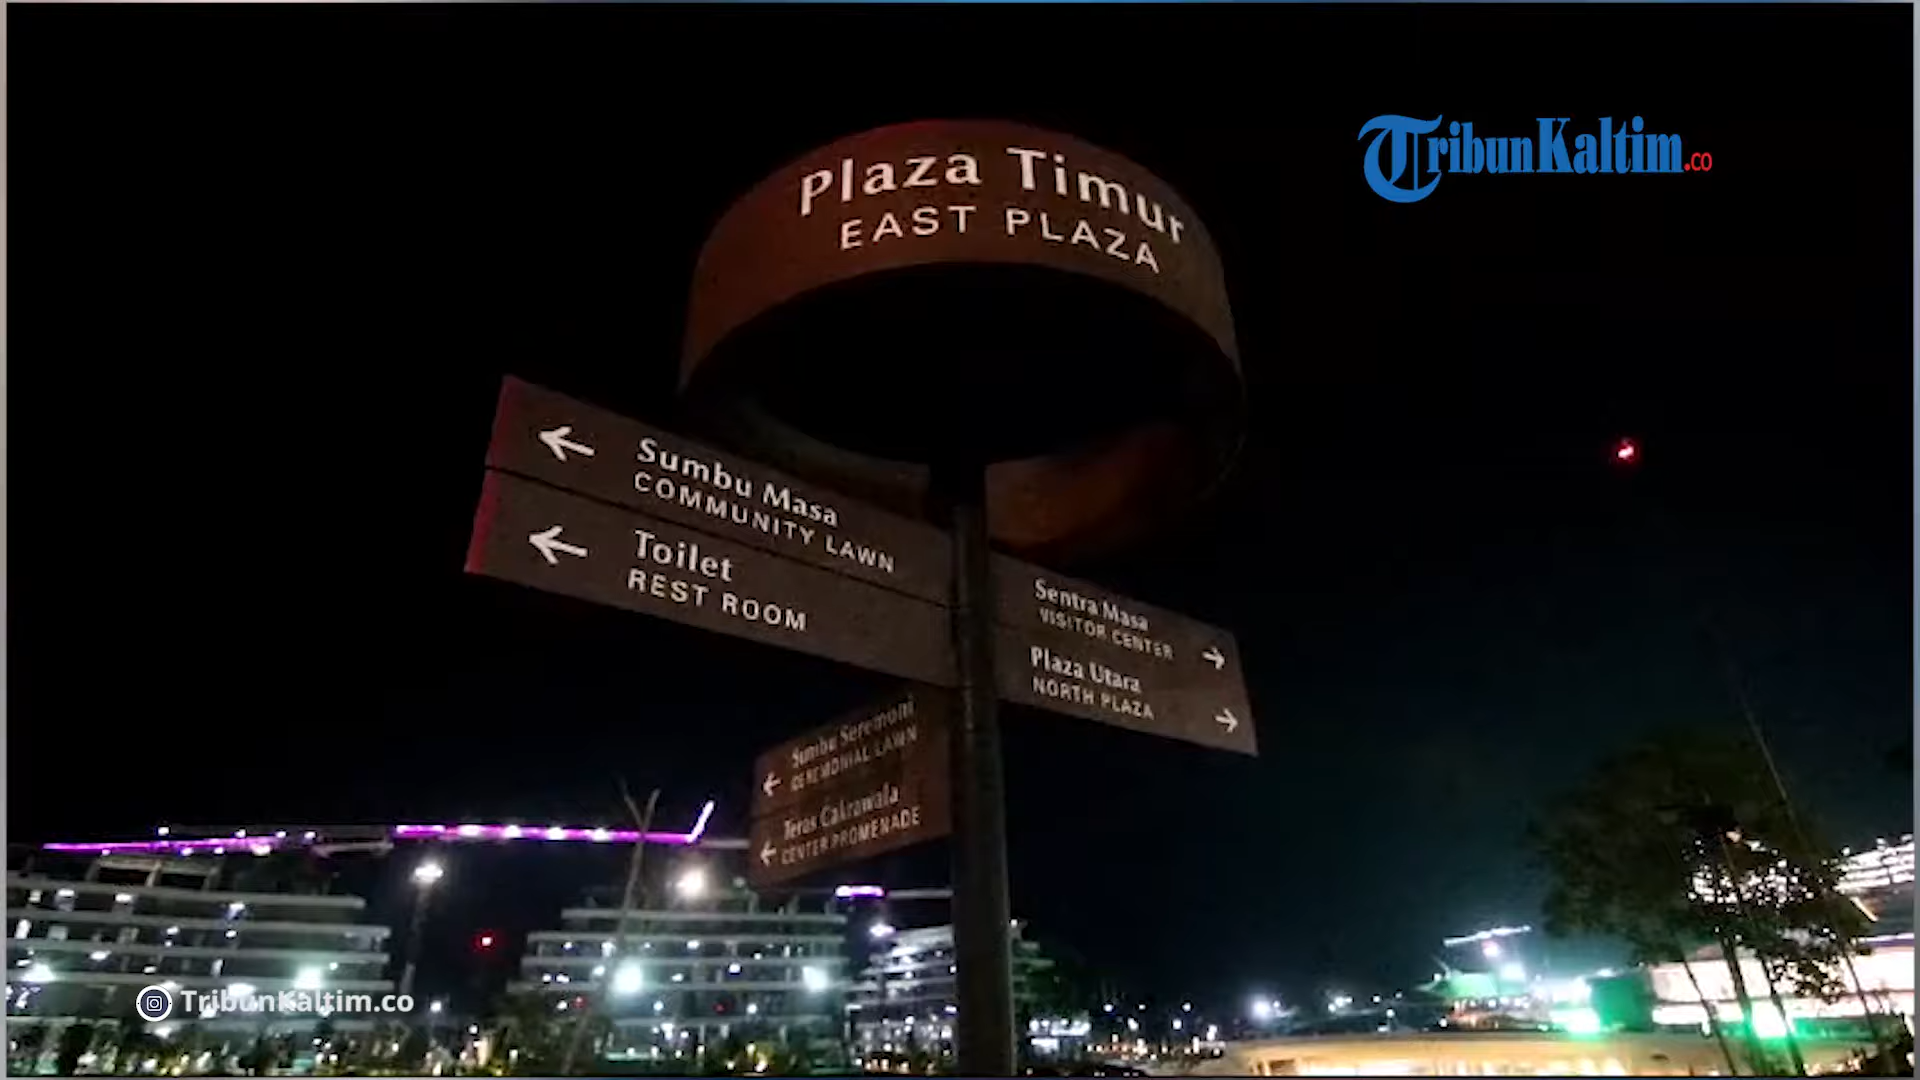 TribunKaltim.co
Plaza Timur
EAST PLAZA
Sumbu Masa
COMMUNITY LAWN
Toilet
REST ROOM
Sentra Masa
VISITOR CENTER
Plaza Utara
NORTH PLAZA
Sumbu Seremoni
CEREMONIAL LAWN
Teras Cakrawala
CENTER PROMENADE
TribunKaltim.co